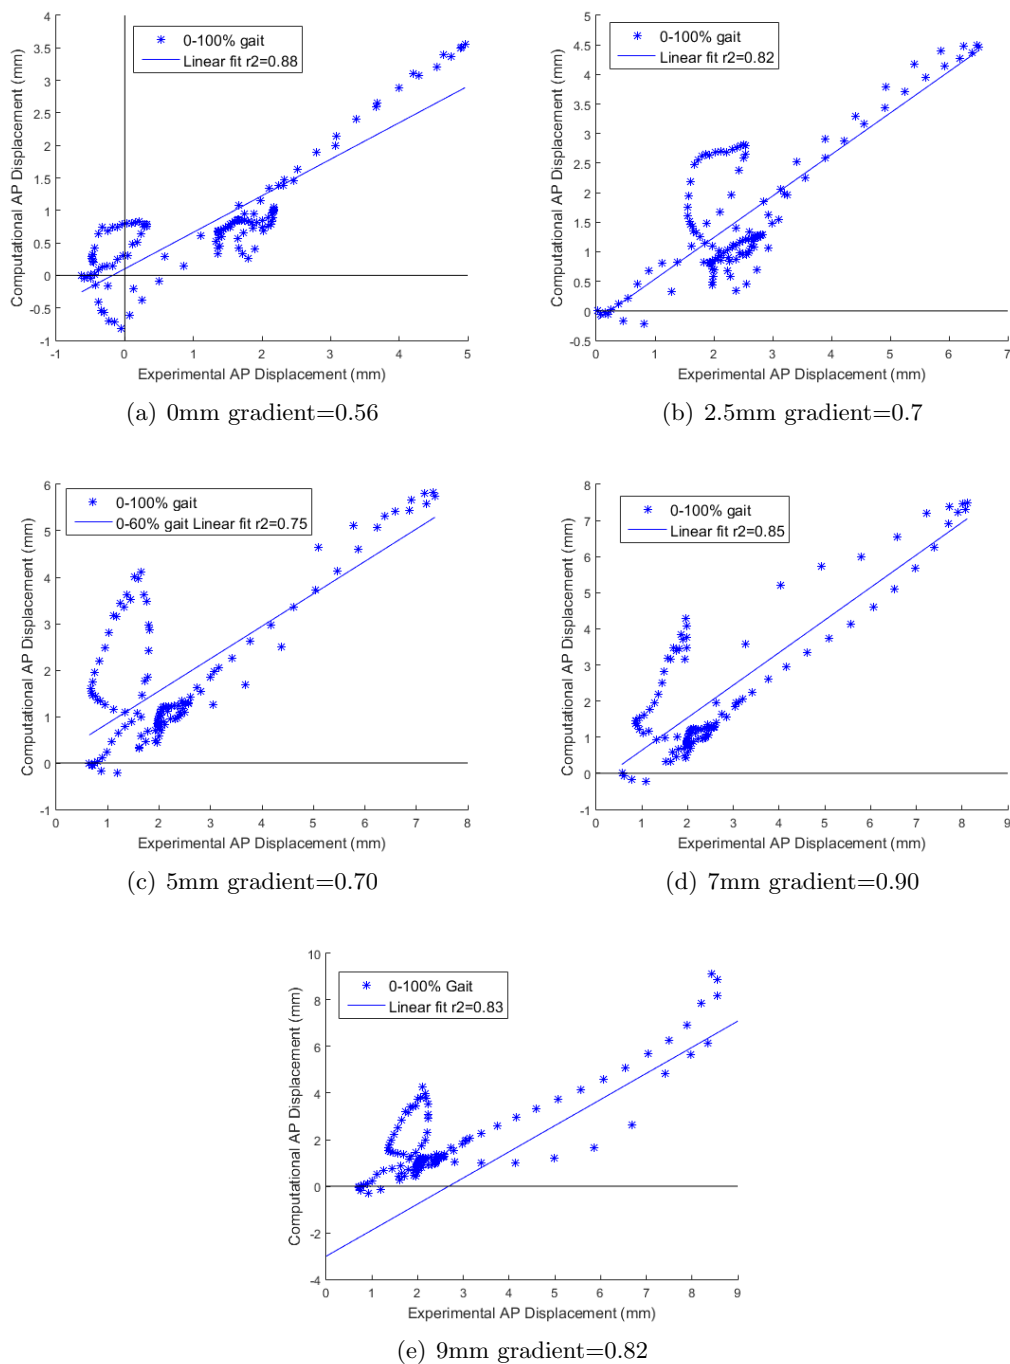 4
3.5
3
2.5
2
1.5
1
0.5
0
-0.5
-1
-1 0 1 2 3 4 5
Computational AP Displacement (mm)
Experimental AP Displacement (mm)
0-100% gait
Linear fit r2=0.88
(a) 0mm gradient=0.56
5
4.5
4
3.5
3
2.5
2
1.5
1
0.5
0
-0.5
0 1 2 3 4 5 6 7
Computational AP Displacement (mm)
Experimental AP Displacement (mm)
0-100% gait
Linear fit r2=0.82
(b) 2.5mm gradient=0.7
6
5
4
3
2
1
0
-1
0 1 2 3 4 5 6 7 8
Computational AP Displacement (mm)
Experimental AP Displacement (mm)
0-100% gait
0-60% gait Linear fit r2=0.75
(c) 5mm gradient=0.70
8
7
6
5
4
3
2
1
0
-1
0 1 2 3 4 5 6 7 8 9
Computational AP Displacement (mm)
Experimental AP Displacement (mm)
0-100% gait
Linear fit r2=0.85
(d) 7mm gradient=0.90
10
8
6
4
2
0
-2
-4
0 1 2 3 4 5 6 7 8 9
Computational AP Displacement (mm)
Experimental AP Displacement (mm)
0-100% Gait
Linear fit r2=0.83
(e) 9mm gradient=0.82